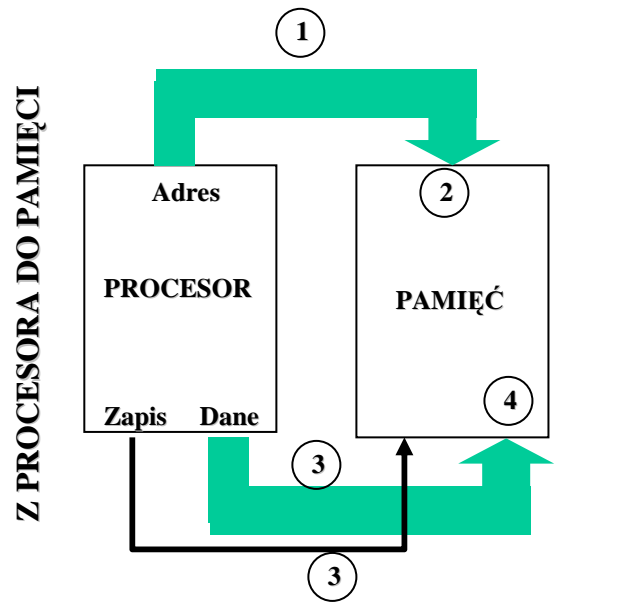 Z PROCESORA DO PAMIĘCI
1
Adres
2
PROCESOR
PAMIĘĆ
4
Zapis Dane
3
3